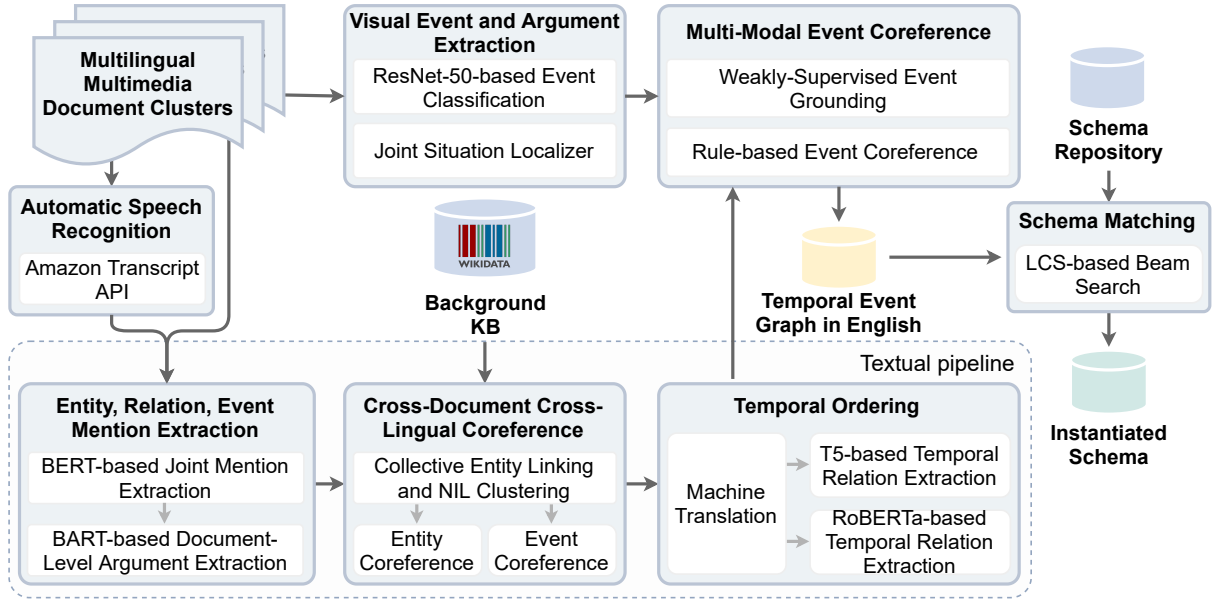 Multilingual
Multimedia
Document Clusters
Visual Event and Argument
Extraction
ResNet-50-based Event
Classification
Joint Situation Localizer
Multi-Modal Event Coreference
Weakly-Supervised Event
Grounding
Rule-based Event Coreference
Schema
Repository
Automatic Speech
Recognition
Amazon Transcript
API
WIKIDATA
Background
KB
Temporal Event
Graph in English
Schema Matching
LCS-based Beam
Search
Instantiated
Schema
Textual pipeline
Entity, Relation, Event
Mention Extraction
BERT-based Joint Mention
Extraction
BART-based Document-
Level Argument Extraction
Cross-Document Cross-
Lingual Coreference
Collective Entity Linking
and NIL Clustering
Entity
Coreference
Event
Coreference
Temporal Ordering
Machine
Translation
T5-based Temporal
Relation Extraction
RoBERTa-based
Temporal Relation
Extraction